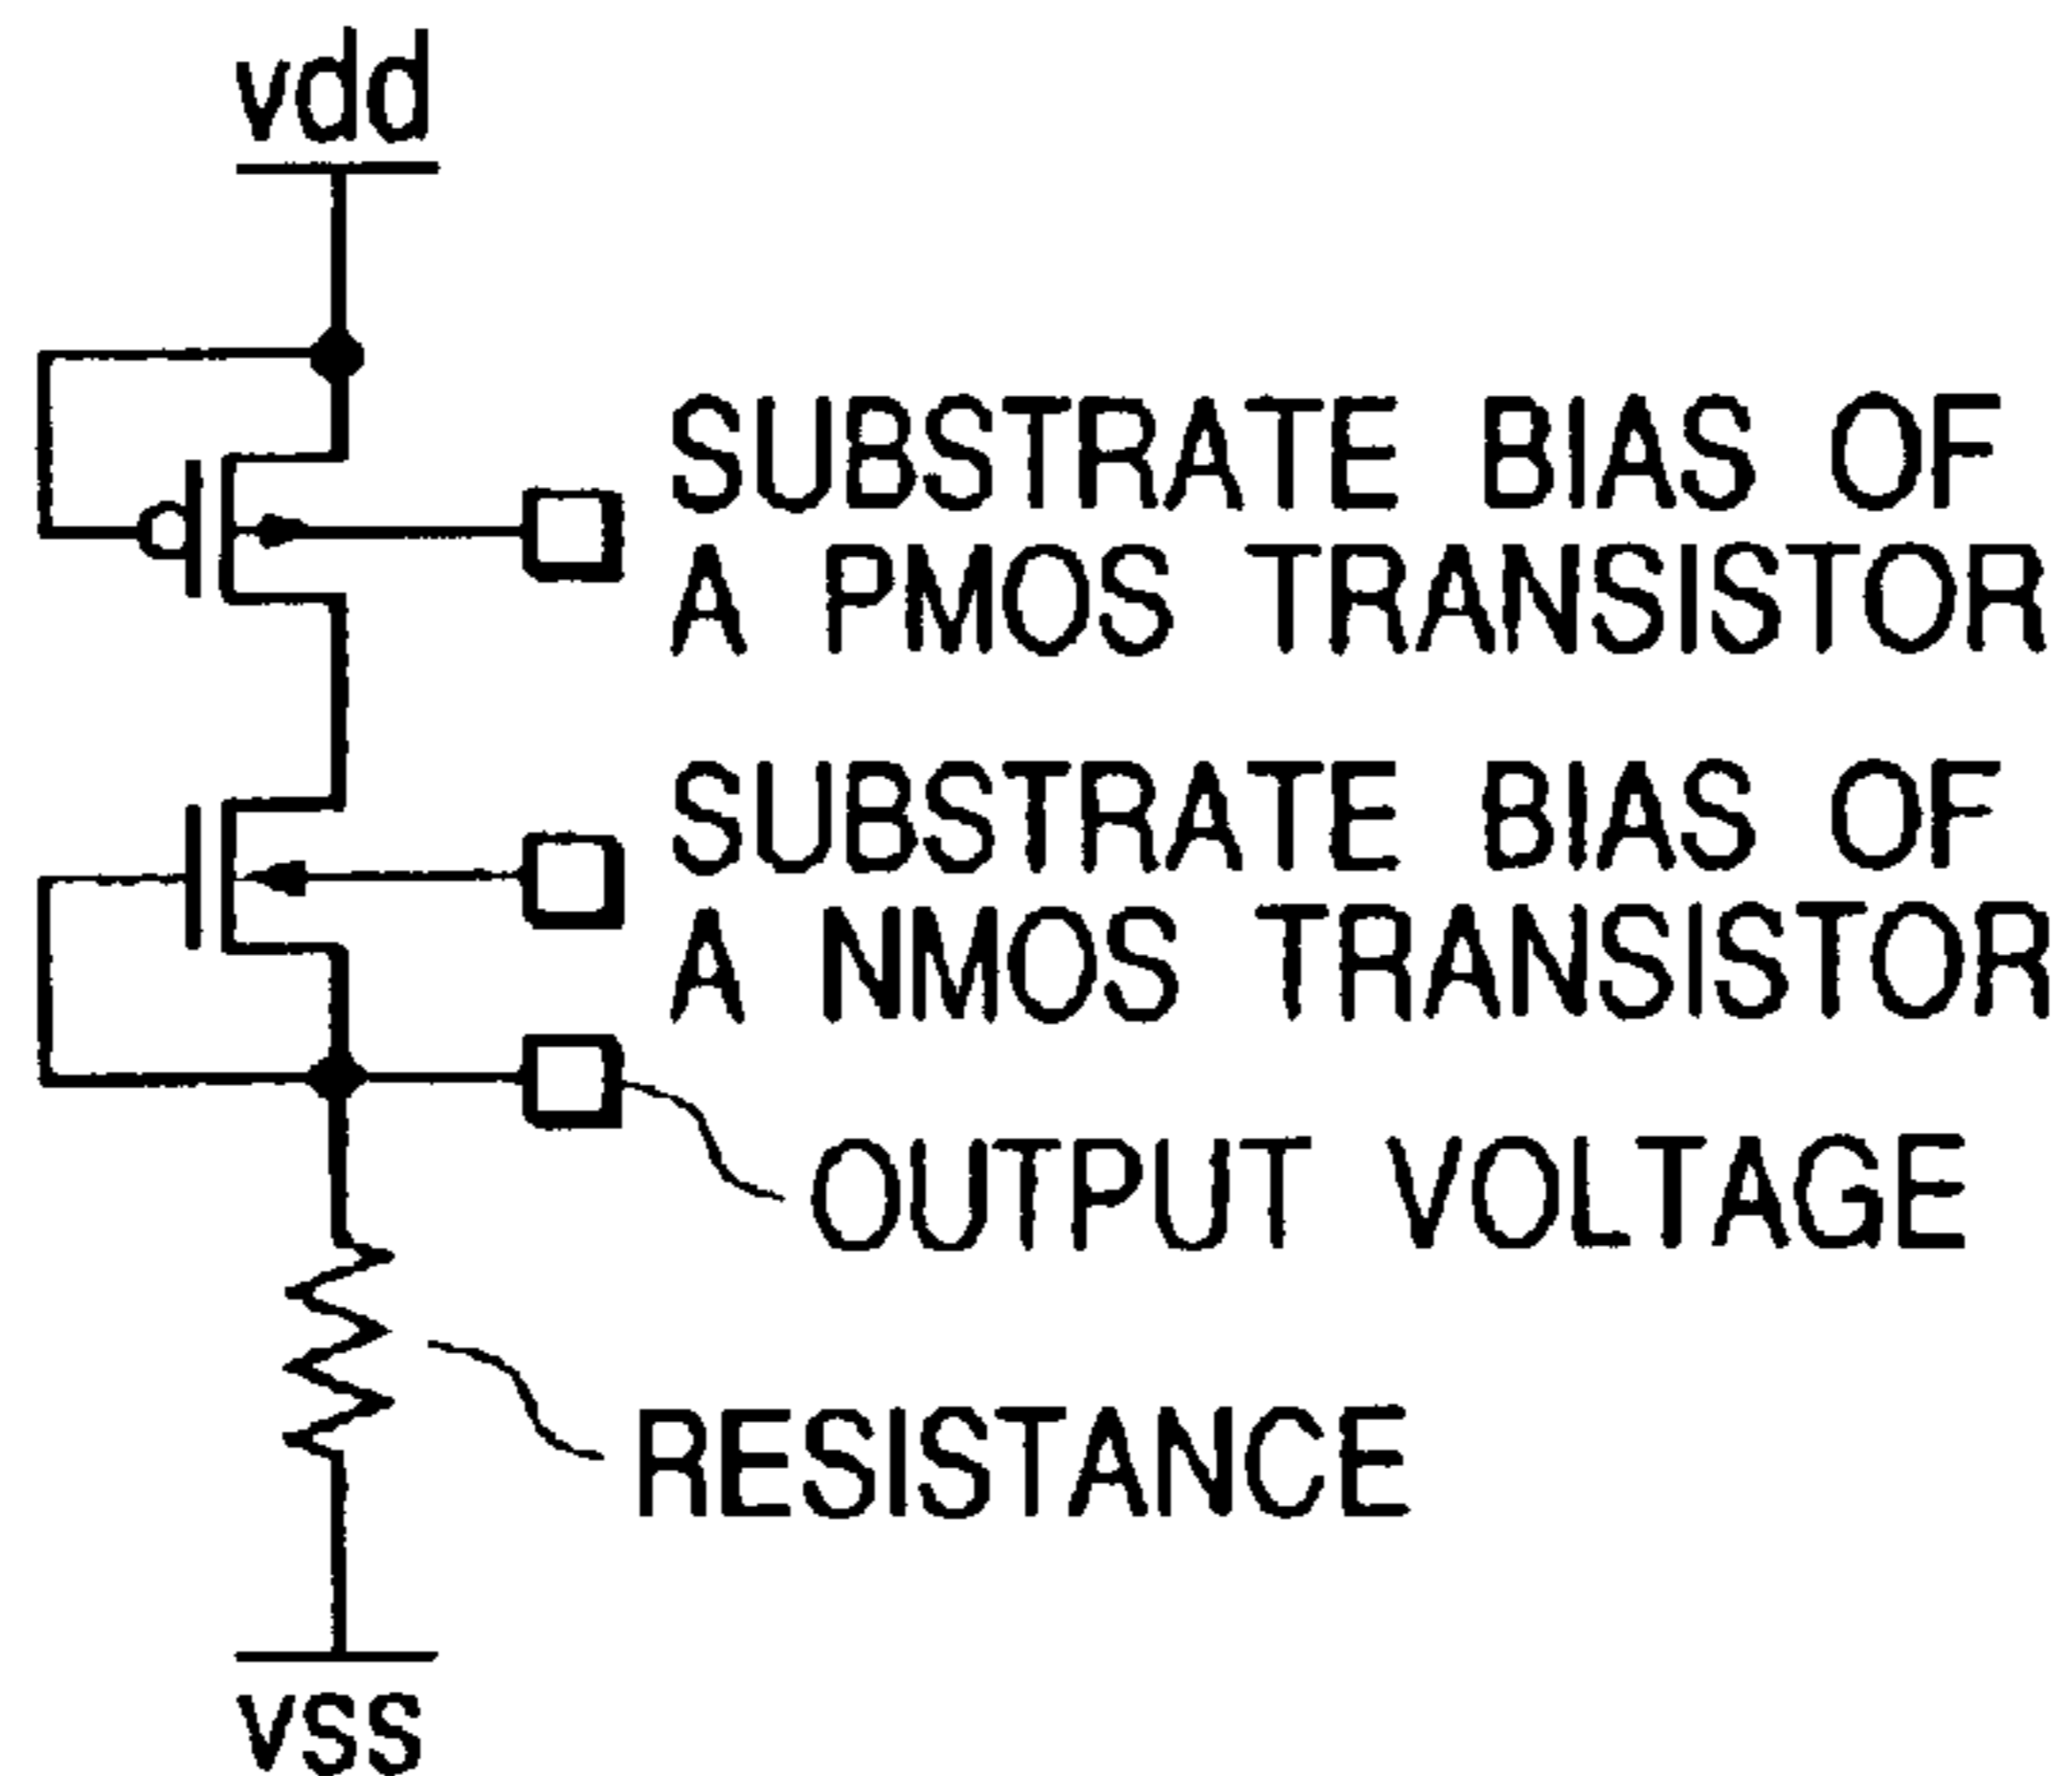 vdd
SUBSTRATE BIAS OF
A PMOS TRANSISTOR
SUBSTRATE BIAS OF
A NMOS TRANSISTOR
OUTPUT VOLTAGE
RESISTANCE
vss